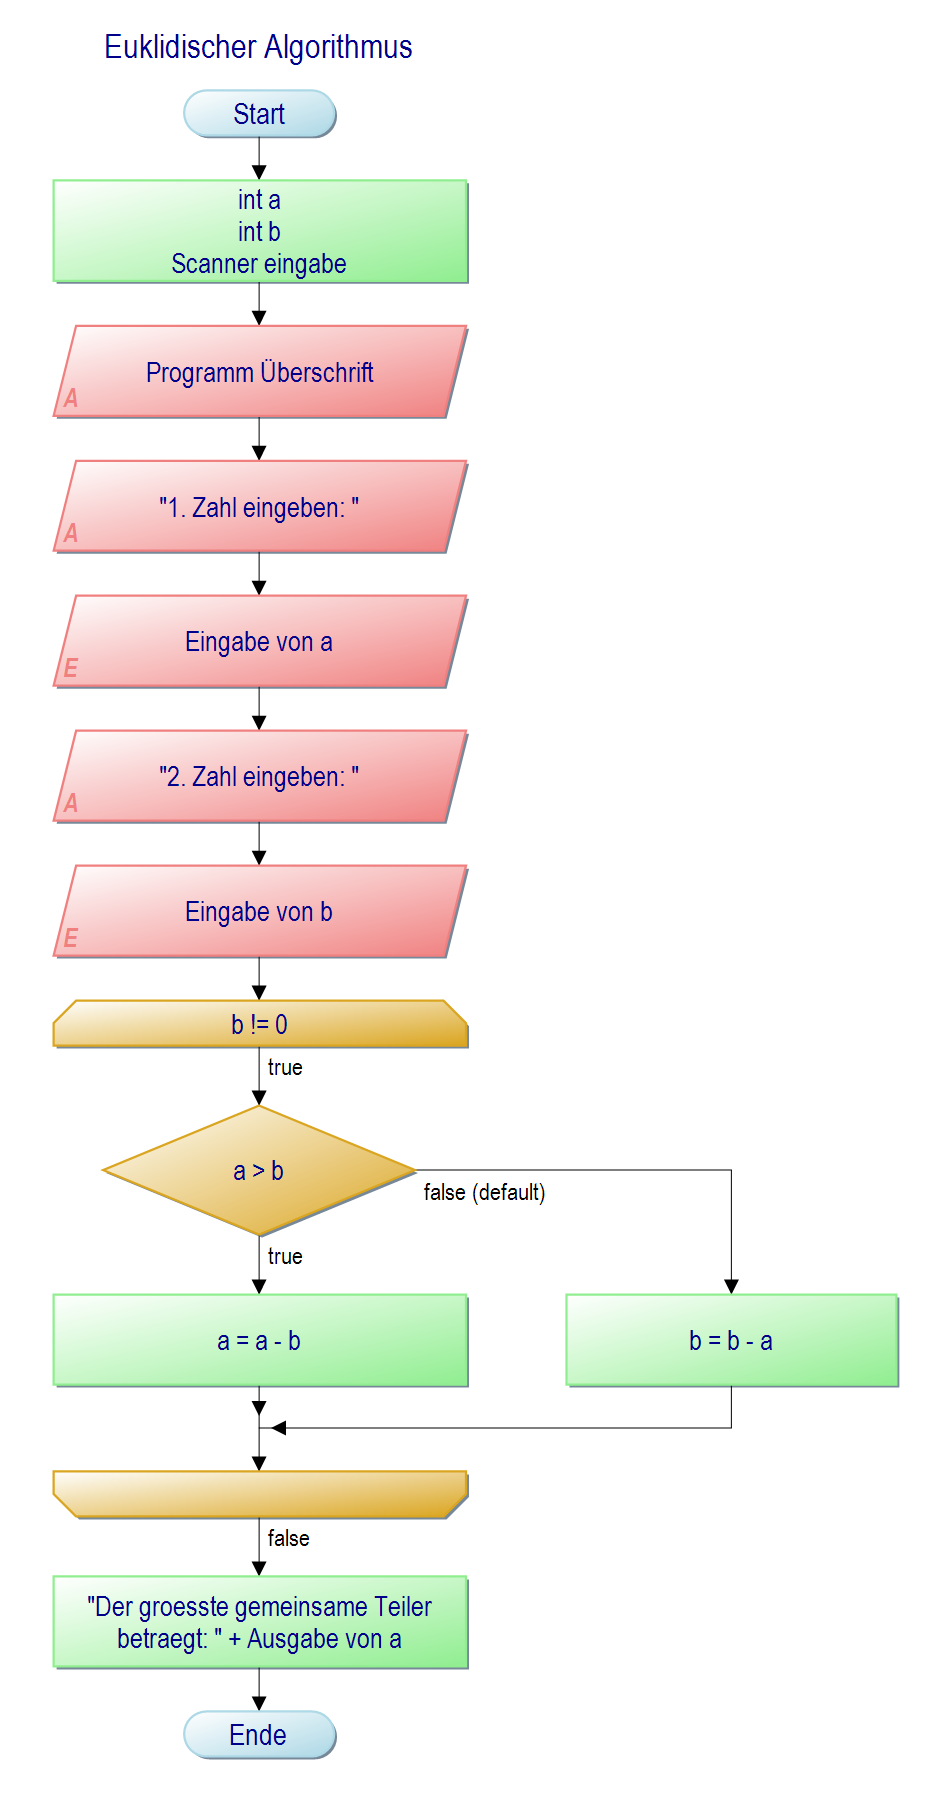 Euklidischer Algorithmus
Start
int a
int b
Scanner eingabe
Programm Überschrift
A
"1. Zahl eingeben: "
A
Eingabe von a
E
"2. Zahl eingeben: "
A
Eingabe von b
E
b != 0
true
a > b
false (default)
true
a = a - b
b = b - a
false
"Der groesste gemeinsame Teiler
betraegt: " + Ausgabe von a
Ende